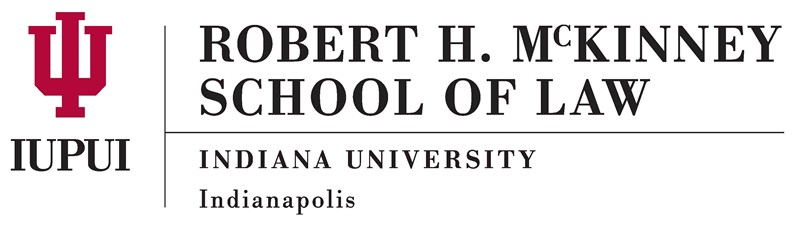 IUPUI
ROBERT H. McKINNEY
SCHOOL OF LAW
INDIANA UNIVERSITY
Indianapolis